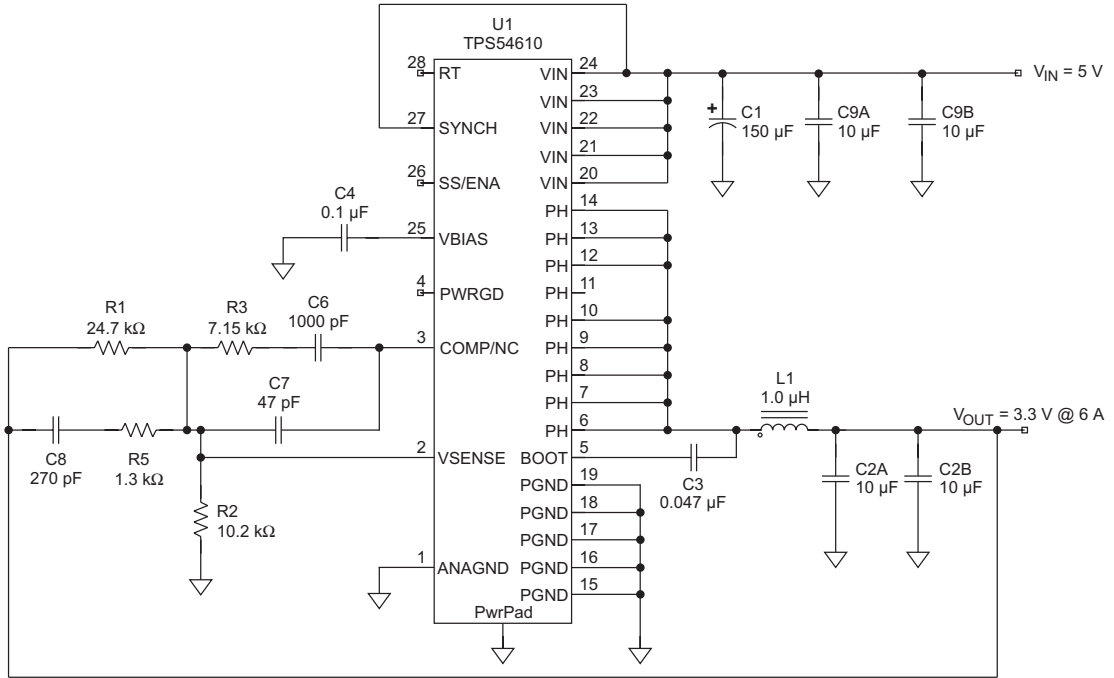 U1
TPS54610
28
RT
27
SYNCH
26
SS/ENA
25
VBIAS
4
PWRGD
3
COMP/NC
2
VSENSE
1
ANAGND
PwrPad
VIN
24
VIN
23
VIN
22
VIN
21
VIN
20
PH
14
PH
13
PH
12
PH
11
PH
10
PH
9
PH
8
PH
7
PH
6
BOOT
5
PGND
19
PGND
18
PGND
17
PGND
16
PGND
15
VIN = 5 V
+
C1
150 µF
C9A
10 µF
C9B
10 µF
C4
0.1 µF
R1
24.7 kΩ
R3
7.15 kΩ
C6
1000 pF
C7
47 pF
C8
270 pF
R5
1.3 kΩ
R2
10.2 kΩ
L1
1.0 µH
VOUT = 3.3 V @ 6 A
C3
0.047 µF
C2A
10 µF
C2B
10 µF